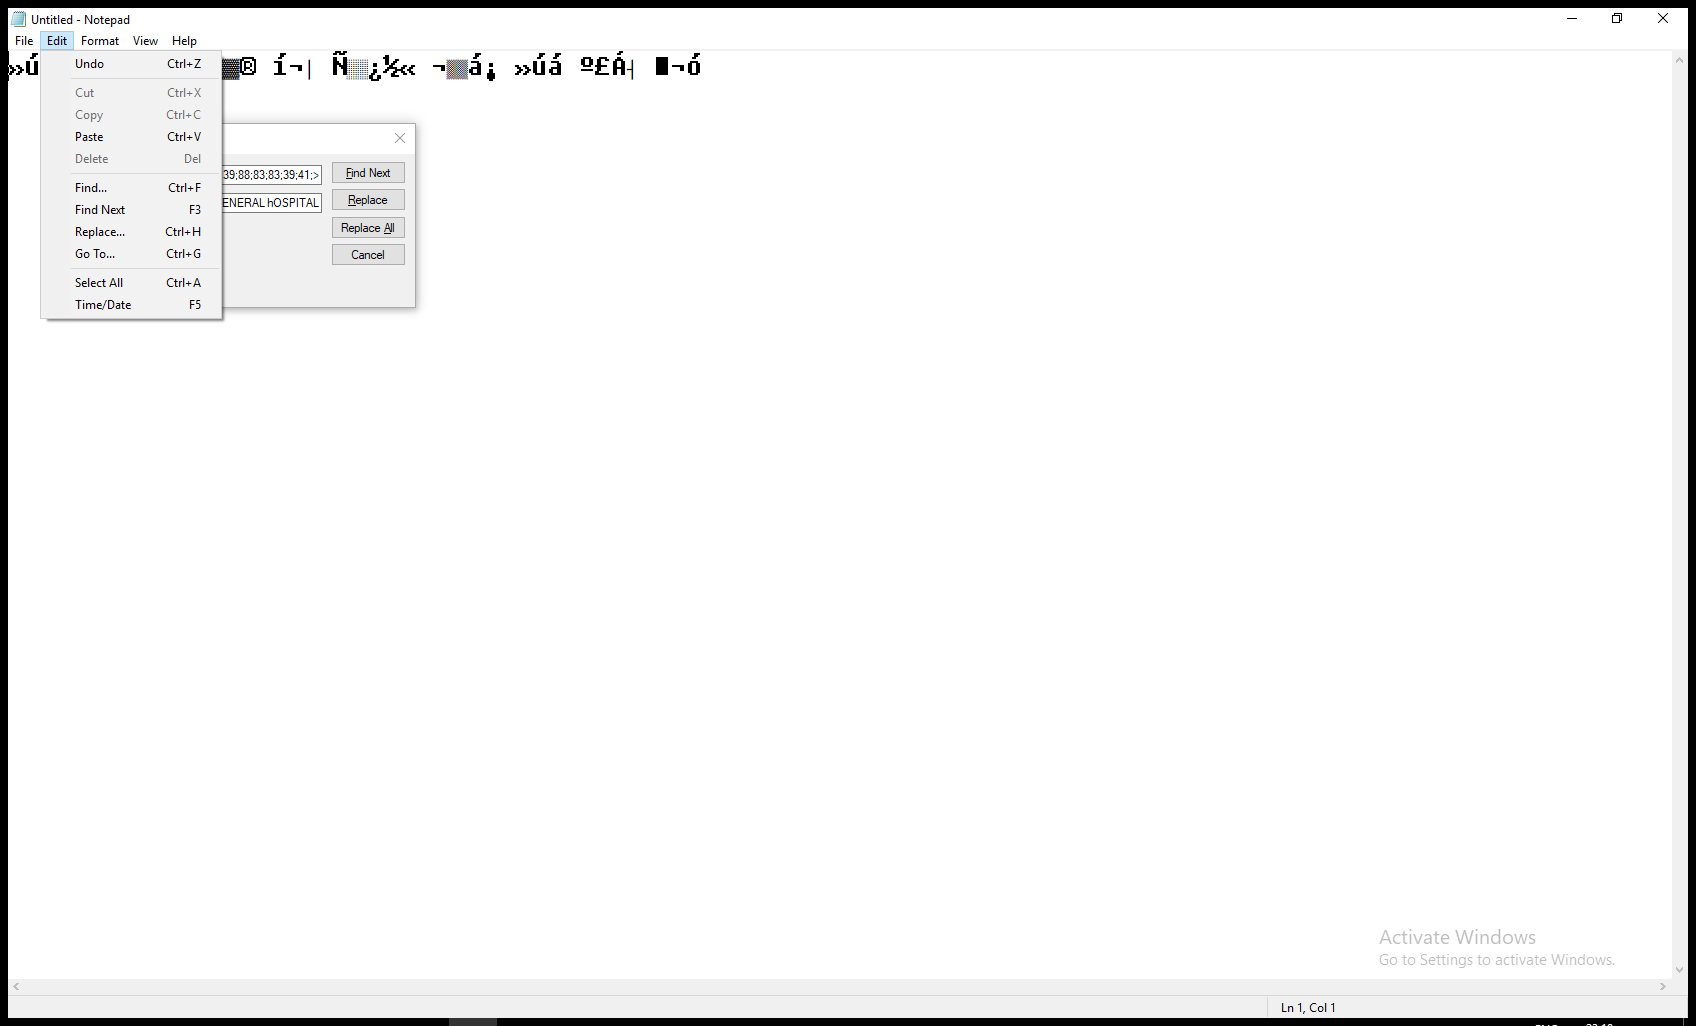 Untitled - Notepad
File Edit Format View Help
»ú ▓® í¬| Ñ▒¿½« ¬▒á¡ »úá º£Á┤ █¬ó
Undo Ctrl+Z
Cut Ctrl+X
Copy Ctrl+C
Paste Ctrl+V
Delete Del
Find... Ctrl+F
Find Next F3
Replace... Ctrl+H
Go To... Ctrl+G
Select All Ctrl+A
Time/Date F5
39;88;83;83;39;41;>
Find Next
ENERAL hOSPITAL
Replace
Replace All
Cancel
Activate Windows
Go to Settings to activate Windows.
Ln 1, Col 1